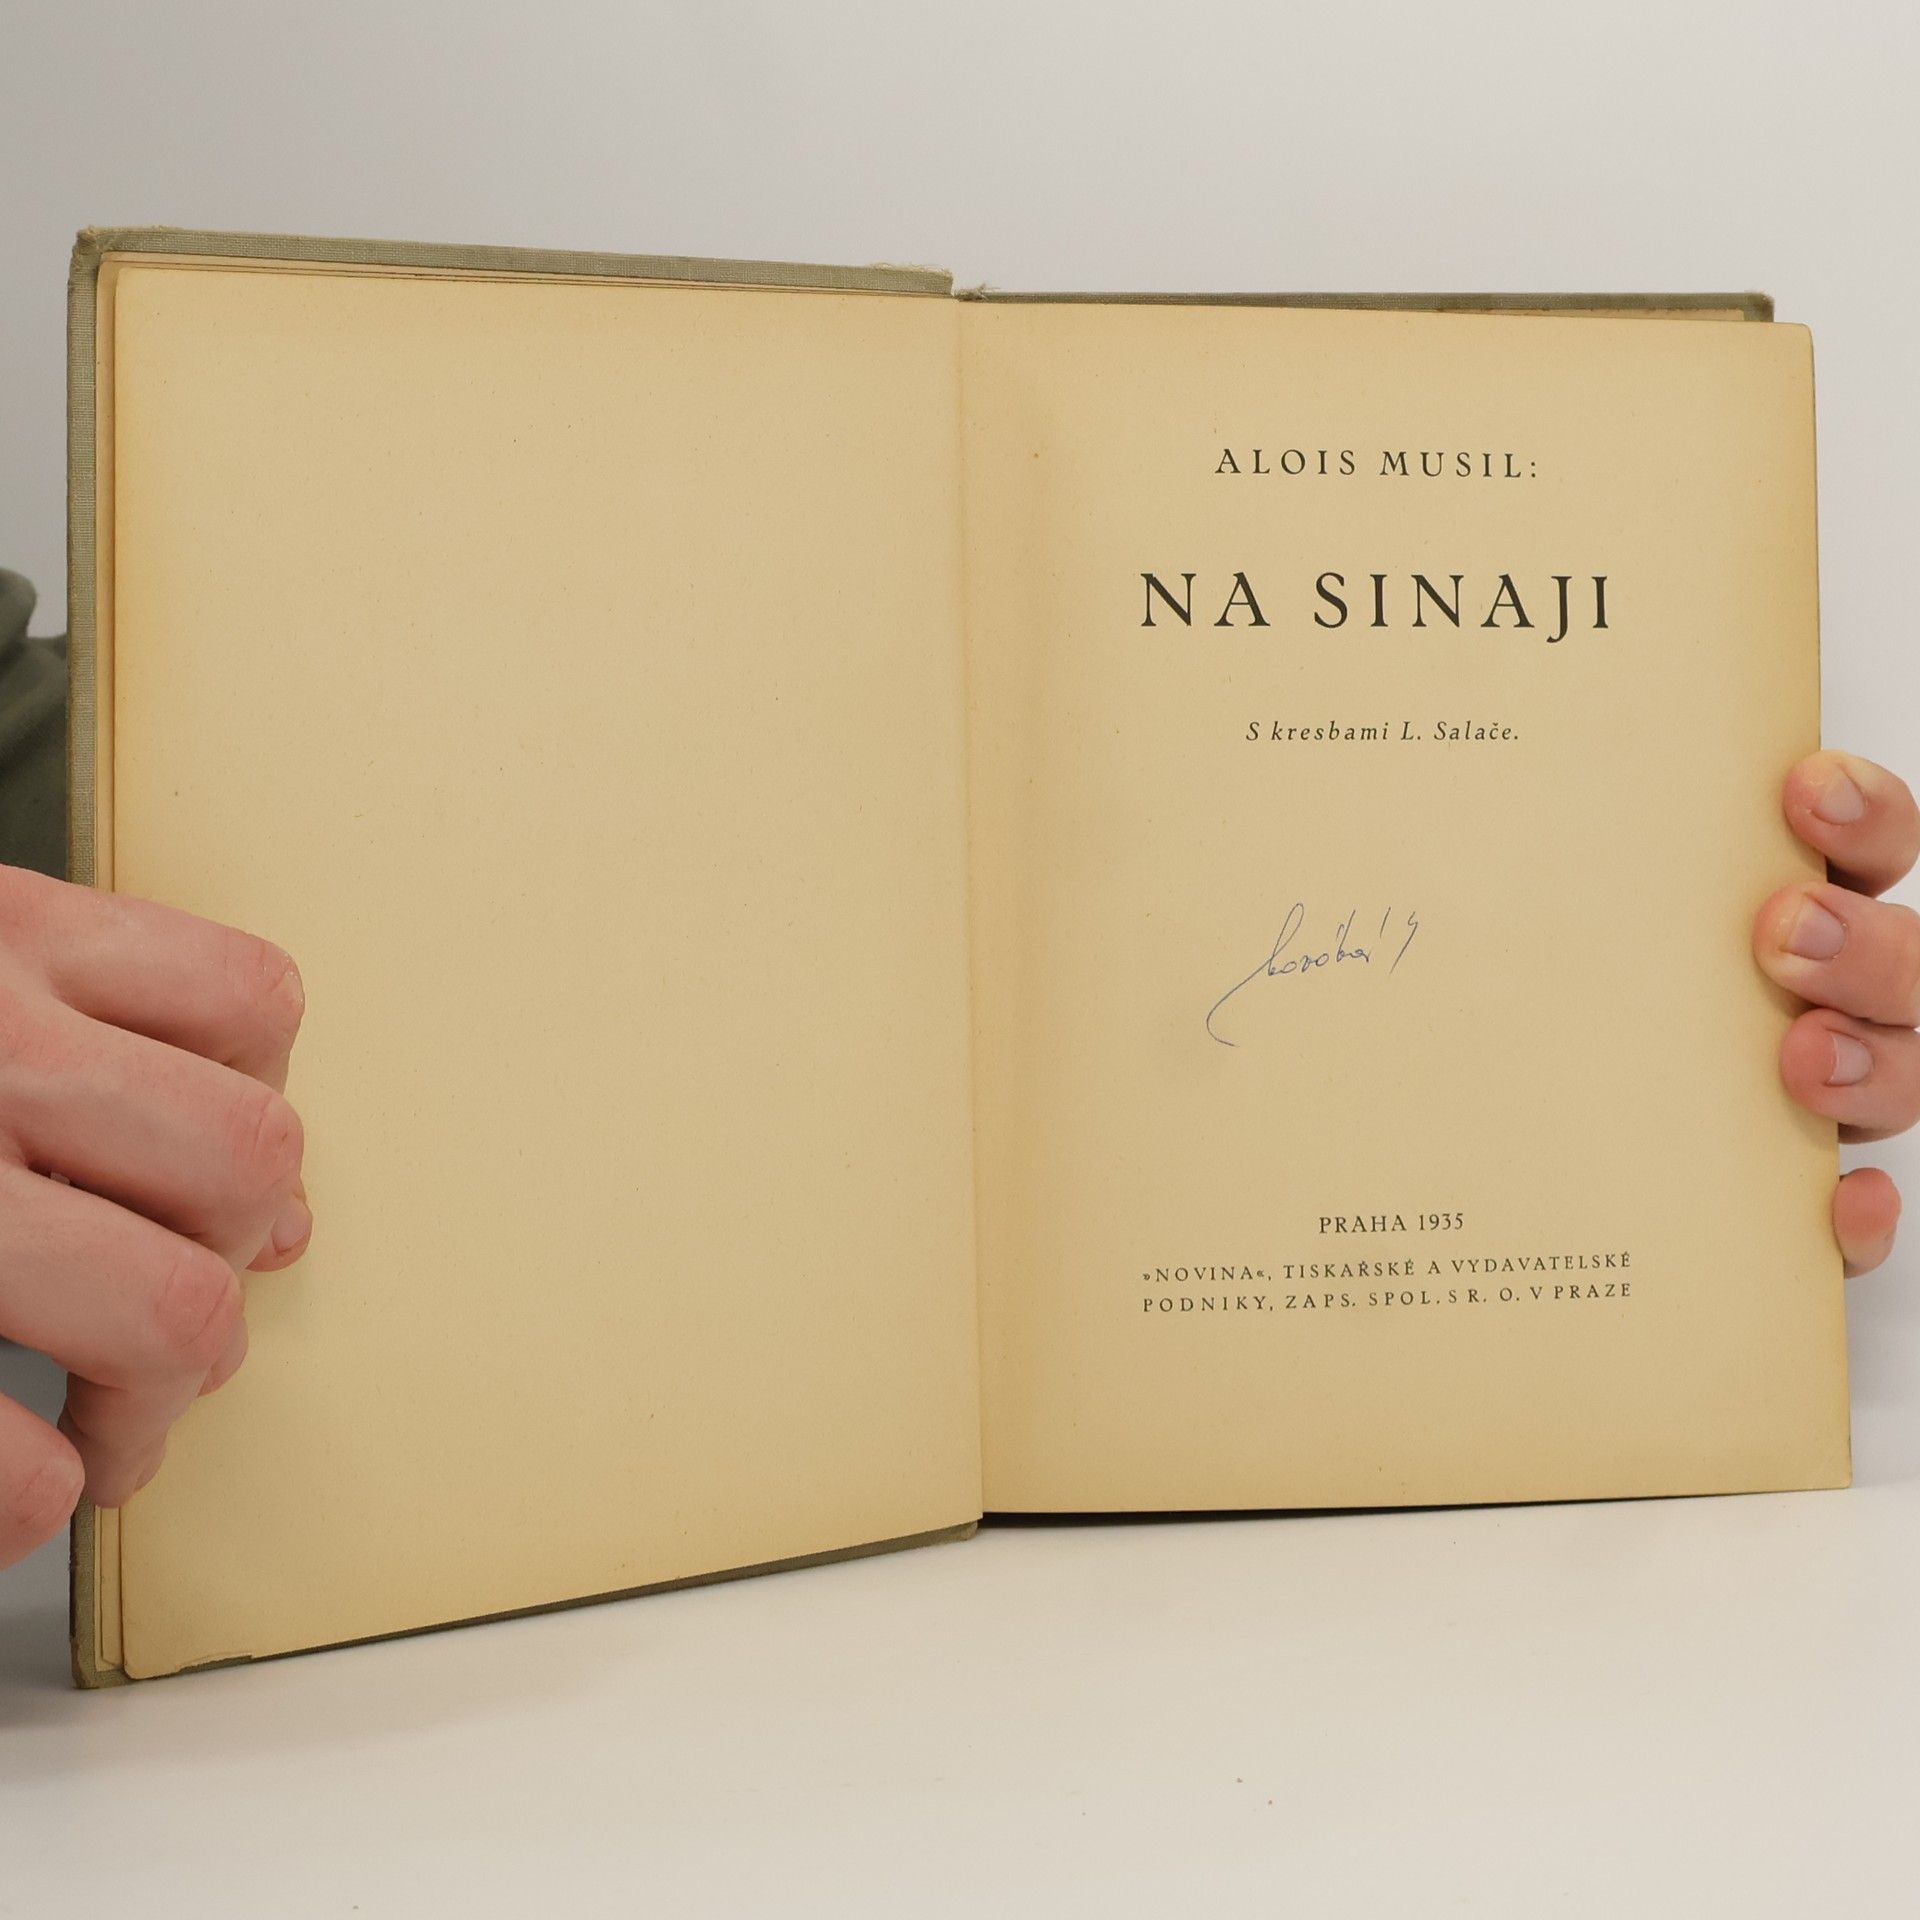 ALOIS MUSIL:
NA SINAJI
S kresbami L. Salače.
PRAHA 1935
»NOVINA«, TISKAŘSKÉ A VYDAVATELSKÉ
PODNIKY, ZAPS. SPOL. S R. O. V PRAZE